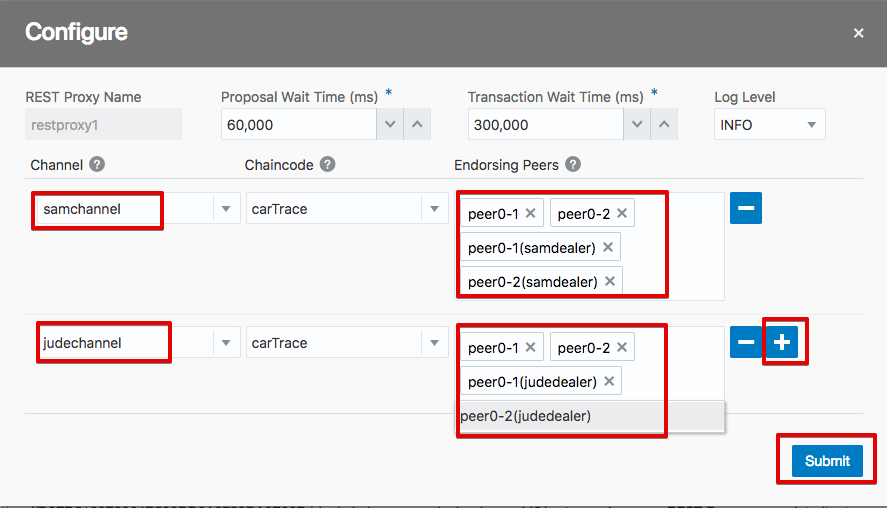 Configure ×
REST Proxy Name Proposal Wait Time (ms) * Transaction Wait Time (ms) * Log Level
restproxy1 60,000 300,000 INFO
Channel ? Chaincode ? Endorsing Peers ?
samchannel carTrace peer0-1 × peer0-2 ×
peer0-1(samdealer) ×
peer0-2(samdealer) ×
judechannel carTrace peer0-1 × peer0-2 ×
peer0-1(judedealer) ×
peer0-2(judedealer)
Submit